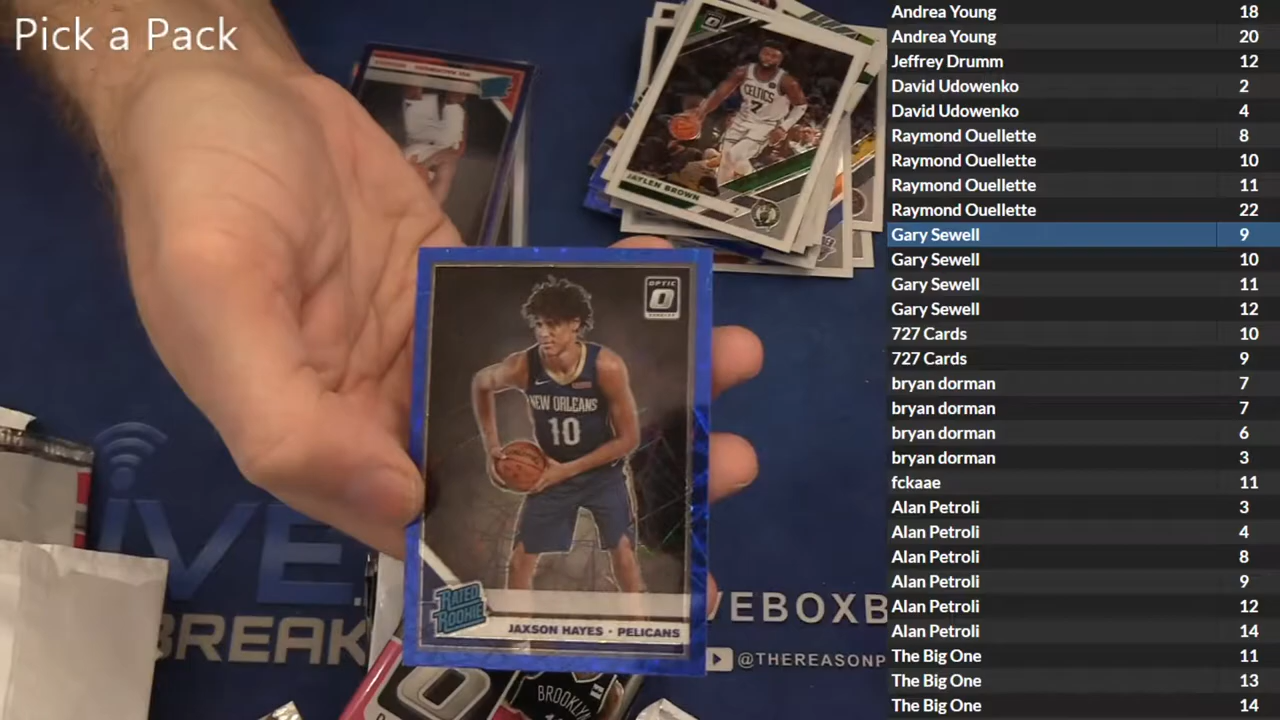 Pick a Pack
CELTICS
7
JAYLEN BROWN
7
OPTIC
NEW ORLEANS
10
RATED
ROOKIE
JAXSON HAYES · PELICANS
BROOKLYN
LIVE
BREAK
VEBOXB
@THEREASONP
Andrea Young 18
Andrea Young 20
Jeffrey Drumm 12
David Udowenko 2
David Udowenko 4
Raymond Ouellette 8
Raymond Ouellette 10
Raymond Ouellette 11
Raymond Ouellette 22
Gary Sewell 9
Gary Sewell 10
Gary Sewell 11
Gary Sewell 12
727 Cards 10
727 Cards 9
bryan dorman 7
bryan dorman 7
bryan dorman 6
bryan dorman 3
fckaae 11
Alan Petroli 3
Alan Petroli 4
Alan Petroli 8
Alan Petroli 9
Alan Petroli 12
Alan Petroli 14
The Big One 11
The Big One 13
The Big One 14